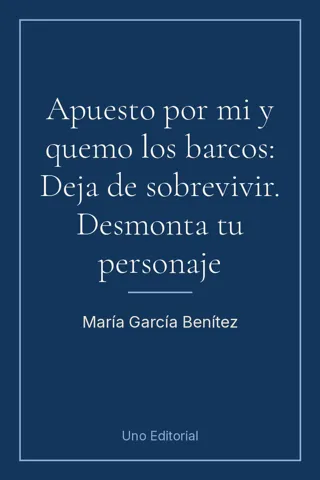 Apuesto por mi y
quemo los barcos:
Deja de sobrevivir.
Desmonta tu
personaje
María García Benítez
Uno Editorial